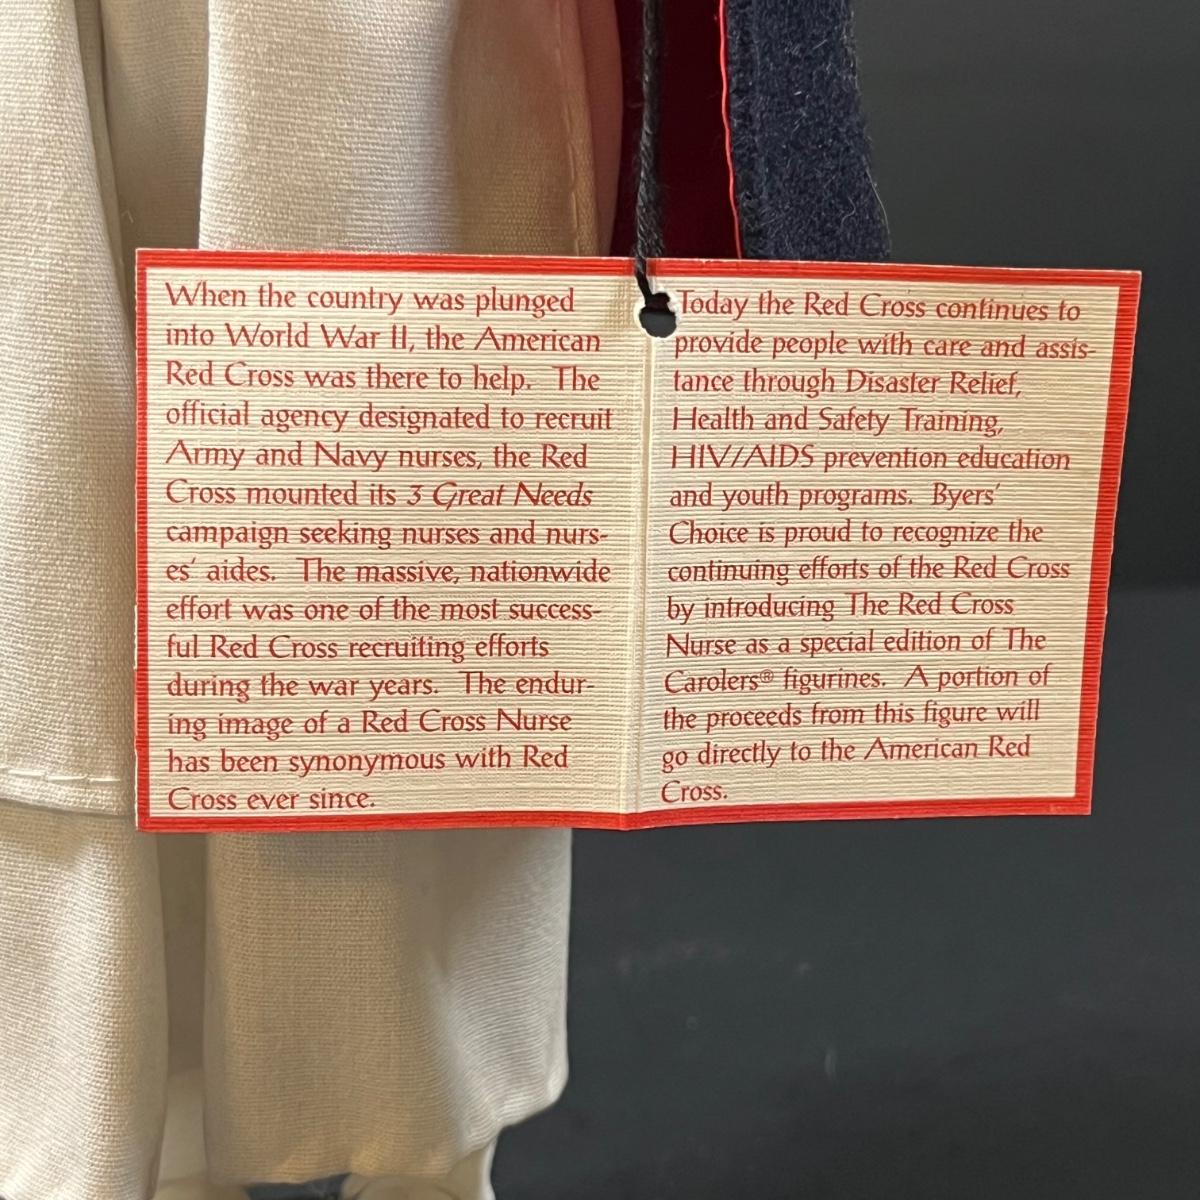 When the country was plunged
into World War II, the American
Red Cross was there to help. The
official agency designated to recruit
Army and Navy nurses, the Red
Cross mounted its 3 Great Needs
campaign seeking nurses and nurs-
es' aides. The massive, nationwide
effort was one of the most success-
ful Red Cross recruiting efforts
during the war years. The endur-
ing image of a Red Cross Nurse
has been synonymous with Red
Cross ever since.
Today the Red Cross continues to
provide people with care and assis-
tance through Disaster Relief,
Health and Safety Training,
HIV/AIDS prevention education
and youth programs. Byers'
Choice is proud to recognize the
continuing efforts of the Red Cross
by introducing The Red Cross
Nurse as a special edition of The
Carolers® figurines. A portion of
the proceeds from this figure will
go directly to the American Red
Cross.